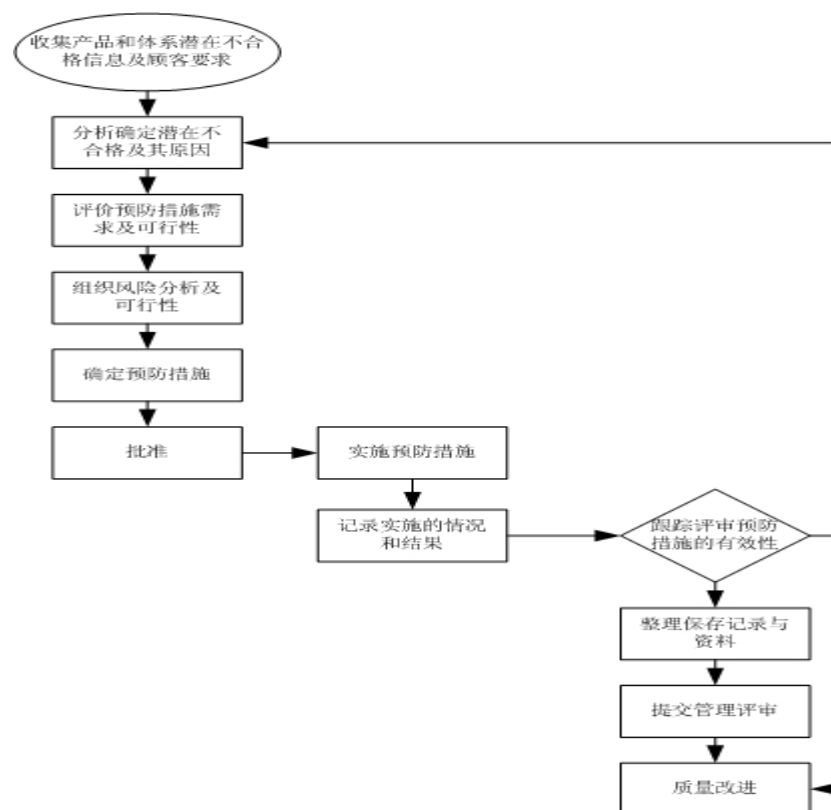 收集产品和体系潜在不合
格信息及顾客要求
分析确定潜在不
合格及其原因
评价预防措施需
求及可行性
组织风险分析及
可行性
确定预防措施
批准
实施预防措施
记录实施的情况
和结果
跟踪评审预防
措施的有效性
整理保存记录与
资料
提交管理评审
质量改进